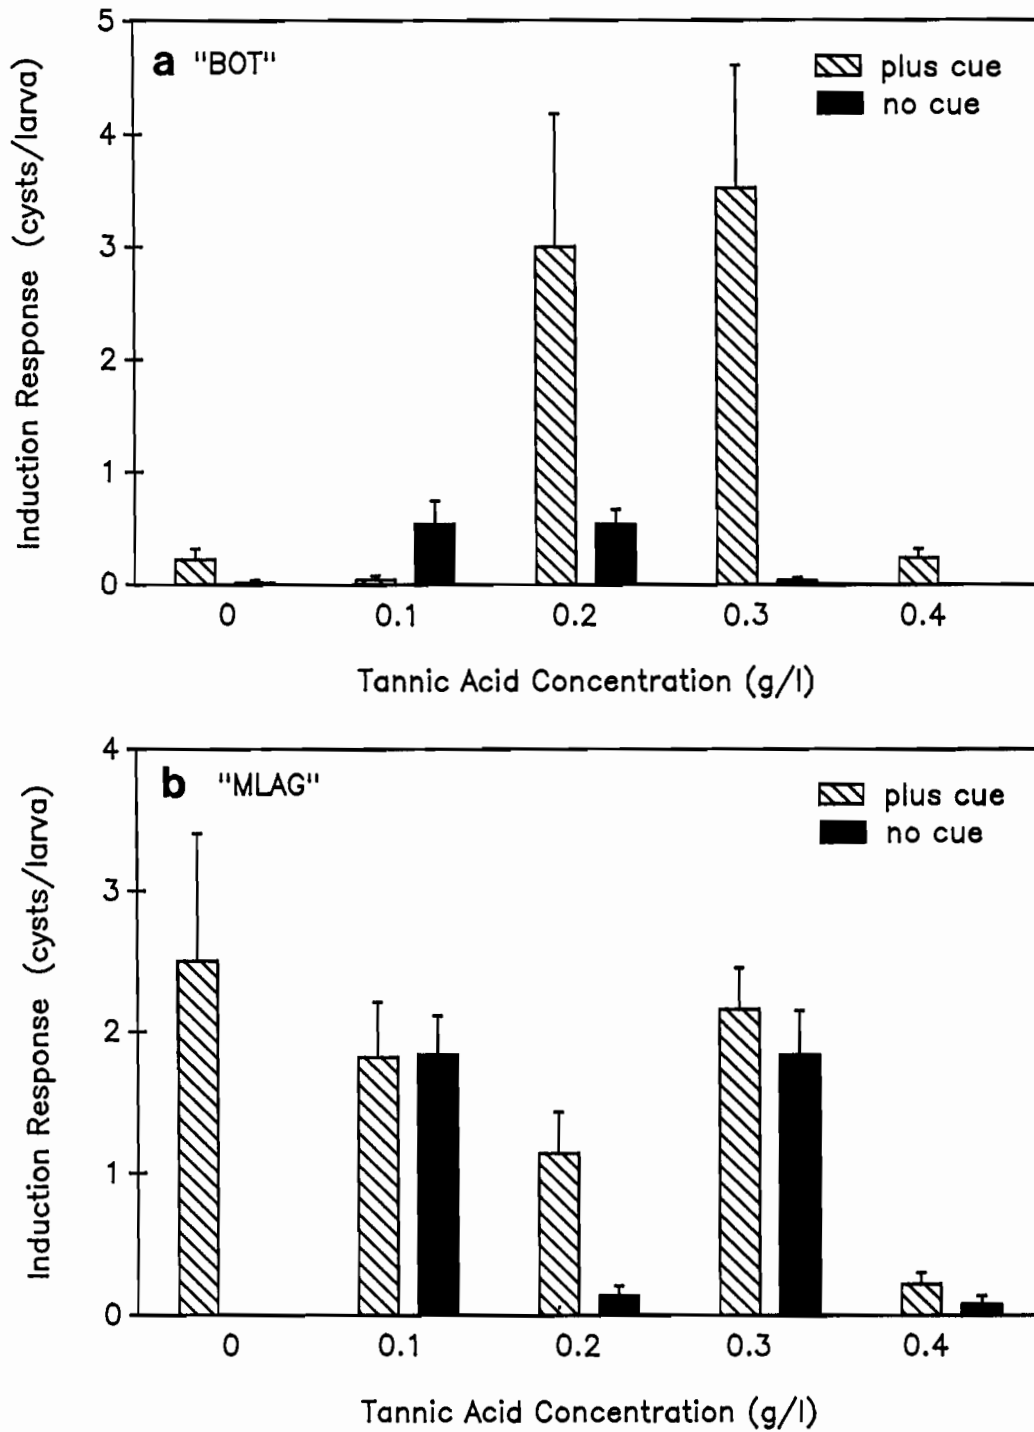 5
a "BOT"
plus cue
no cue
4
3
2
1
0
Induction Response (cysts/larva)
0 0.1 0.2 0.3 0.4
Tannic Acid Concentration (g/l)
4
b "MLAG"
plus cue
no cue
3
2
1
0
Induction Response (cysts/larva)
0 0.1 0.2 0.3 0.4
Tannic Acid Concentration (g/l)